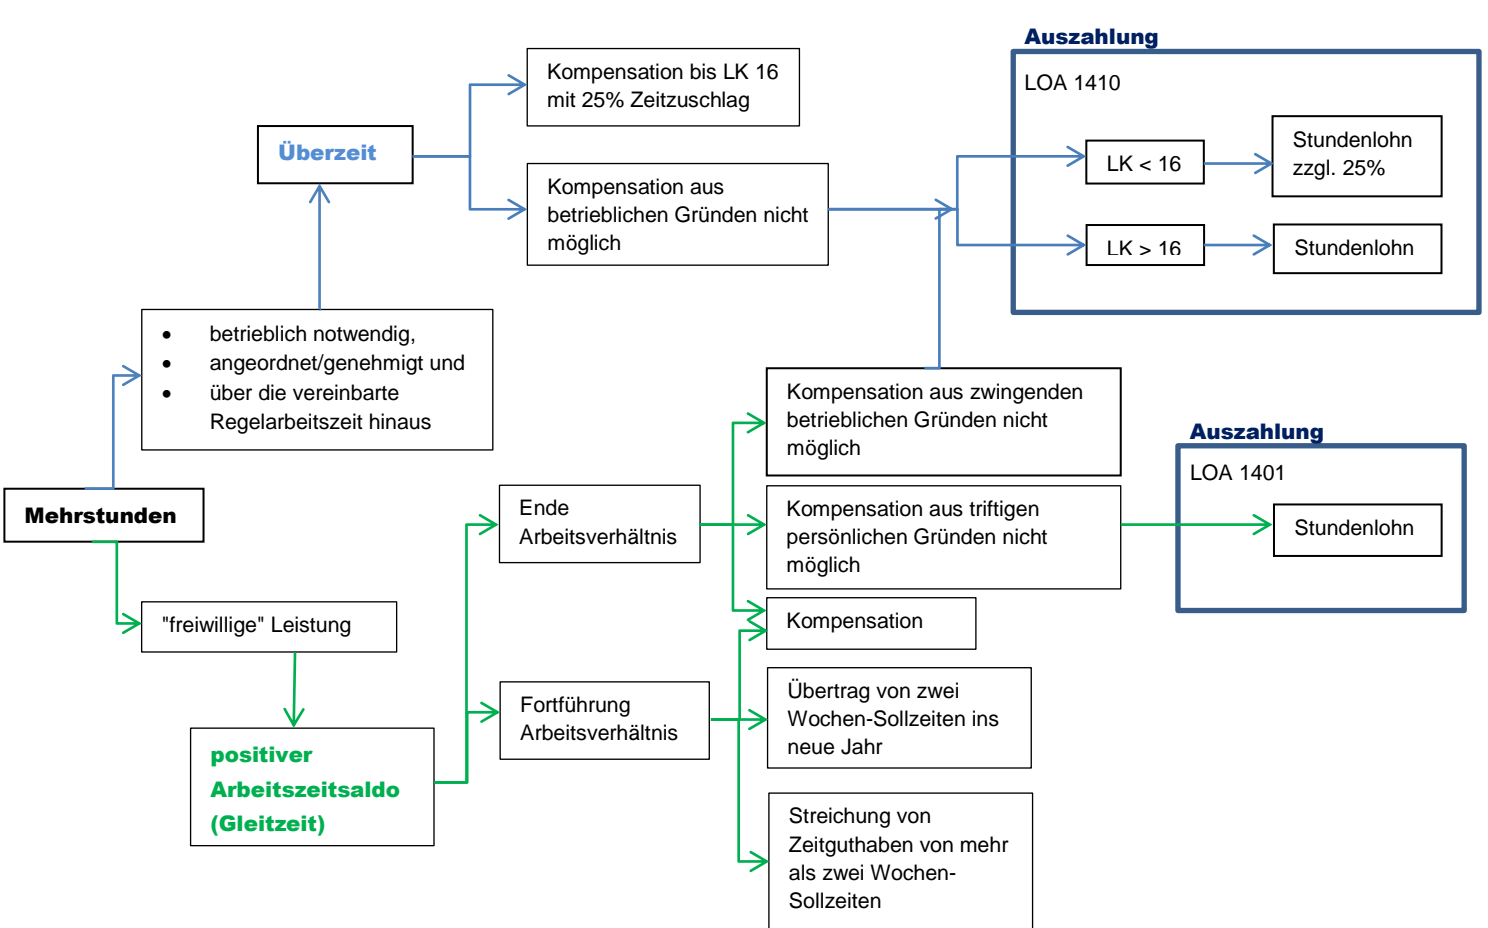 Auszahlung
LOA 1410
Kompensation bis LK 16
mit 25% Zeitzuschlag
Überzeit
Kompensation aus
betrieblichen Gründen nicht
möglich
LK < 16
Stundenlohn
zzgl. 25%
LK > 16
Stundenlohn
• betrieblich notwendig,
• angeordnet/genehmigt und
• über die vereinbarte
Regelarbeitszeit hinaus
Mehrstunden
Kompensation aus zwingenden
betrieblichen Gründen nicht
möglich
Auszahlung
LOA 1401
Ende
Arbeitsverhältnis
Kompensation aus triftigen
persönlichen Gründen nicht
möglich
Stundenlohn
"freiwillige" Leistung
Kompensation
Fortführung
Arbeitsverhältnis
Übertrag von zwei
Wochen-Sollzeiten ins
neue Jahr
positiver
Arbeitszeitsaldo
(Gleitzeit)
Streichung von
Zeitguthaben von mehr
als zwei Wochen-
Sollzeiten